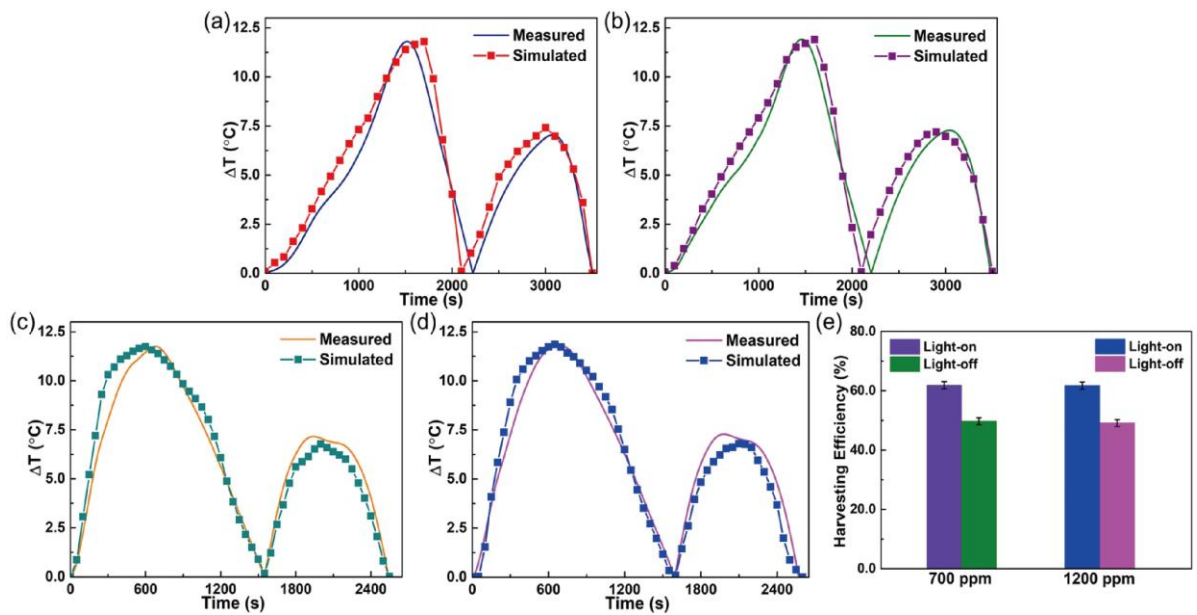 (a)
12.5
10.0
7.5
5.0
2.5
0.0
ΔT (°C)
Measured
Simulated
0 1000 2000 3000
Time (s)
(b)
12.5
10.0
7.5
5.0
2.5
0.0
ΔT (°C)
Measured
Simulated
0 1000 2000 3000
Time (s)
(c)
12.5
10.0
7.5
5.0
2.5
0.0
ΔT (°C)
Measured
Simulated
0 600 1200 1800 2400
Time (s)
(d)
12.5
10.0
7.5
5.0
2.5
0.0
ΔT (°C)
Measured
Simulated
0 600 1200 1800 2400
Time (s)
(e)
80.0
60.0
40.0
20.0
0.0
Harvesting Efficiency (%)
Light-on Light-on
Light-off Light-off
700 ppm 1200 ppm